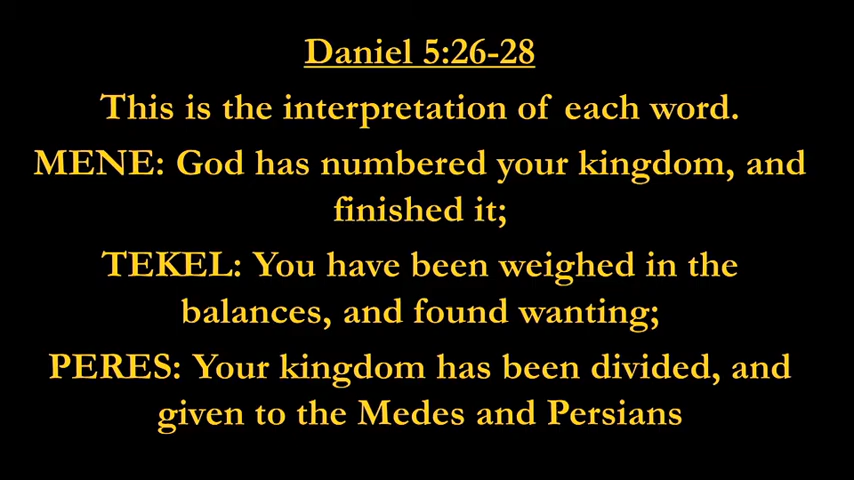 Daniel 5:26-28
This is the interpretation of each word.
MENE: God has numbered your kingdom, and
finished it;
TEKEL: You have been weighed in the
balances, and found wanting;
PERES: Your kingdom has been divided, and
given to the Medes and Persians